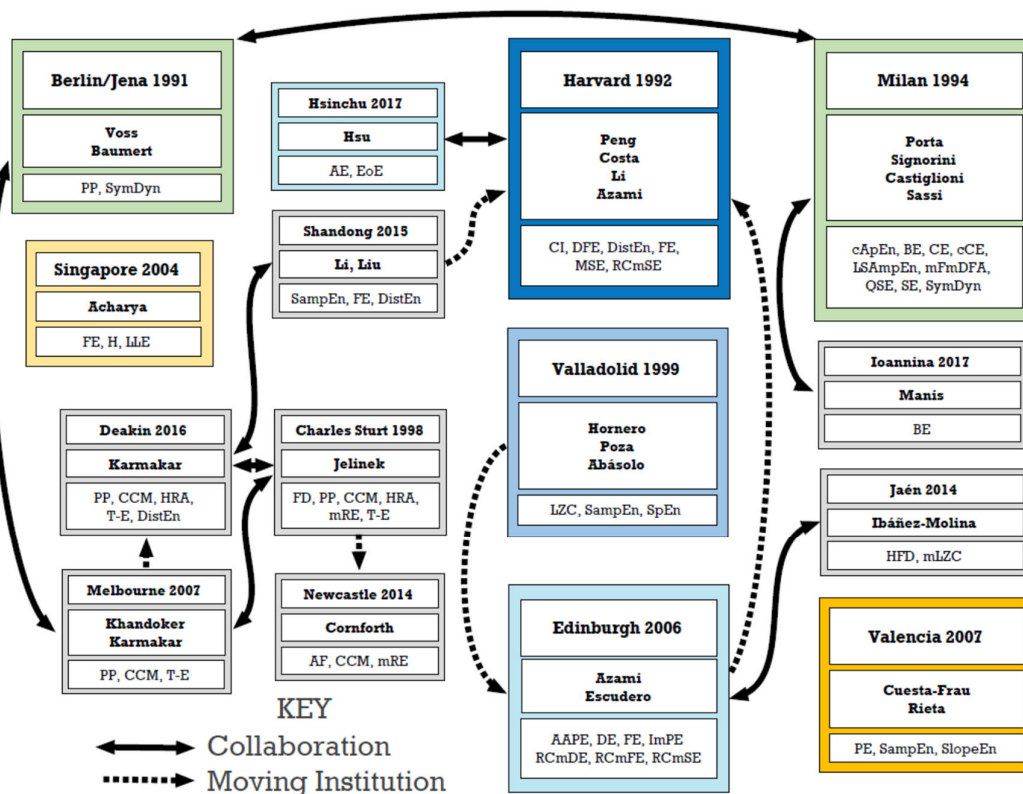 Berlin/Jena 1991
Voss
Baumert
PP, SymDyn
Hsinchu 2017
Hsu
AE, EoE
Harvard 1992
Peng
Costa
Li
Azami
CI, DFE, DistEn, FE,
MSE, RCmSE
Milan 1994
Porta
Signorini
Castiglioni
Sassi
cApEn, BE, CE, cCE,
LSAmpEn, mFmDFA,
QSE, SE, SymDyn
Singapore 2004
Acharya
FE, H, LLE
Shandong 2015
Li, Liu
SampEn, FE, DistEn
Valladolid 1999
Hornero
Poza
Abásolo
LZC, SampEn, SpEn
Ioannina 2017
Manis
BE
Deakin 2016
Karmakar
PP, CCM, HRA,
T-E, DistEn
Charles Sturt 1998
Jelinek
FD, PP, CCM, HRA,
mRE, T-E
Jaén 2014
Ibáñez-Molina
HFD, mLZC
Melbourne 2007
Khandoker
Karmakar
PP, CCM, T-E
Newcastle 2014
Cornforth
AF, CCM, mRE
Edinburgh 2006
Azami
Escudero
AAPE, DE, FE, ImPE
RCmDE, RCmFE, RCmSE
Valencia 2007
Cuesta-Frau
Rieta
PE, SampEn, SlopeEn
KEY
Collaboration
Moving Institution